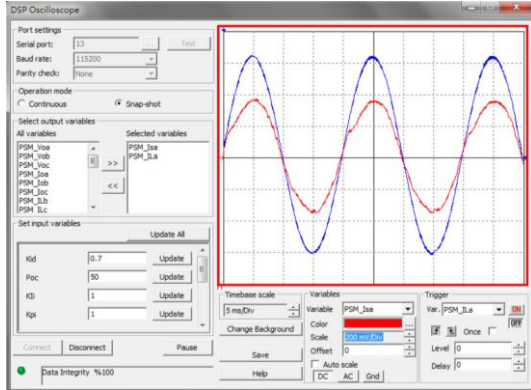 DSP Oscilloscope
Port settings
Serial port: 13 ... Test
Baud rate: 115200
Parity check: None
Operation mode
Continuous Snap-shot
Select output variables
All variables Selected variables
PSM_Voa PSM_Isa
PSM_Vob PSM_ILa
PSM_Voc
PSM_Ioa
PSM_Iob
PSM_Ioc
PSM_ILb
PSM_ILc
>>
<<
Set input variables
Update All
Kid 0.7 Update
Poc 50 Update
KIi 1 Update
Kpi 1 Update
Connect Disconnect Pause
Data Integrity %100
Timebase scale
5 ms/Div
Change Background
Save
Help
Variables
Variable PSM_Isa
Color ...
Scale 200 mV/Div
Offset 0
Auto scale
DC AC Gnd
Trigger
Var. PSM_ILa ON
OFF
Once
Level 0
Delay 0